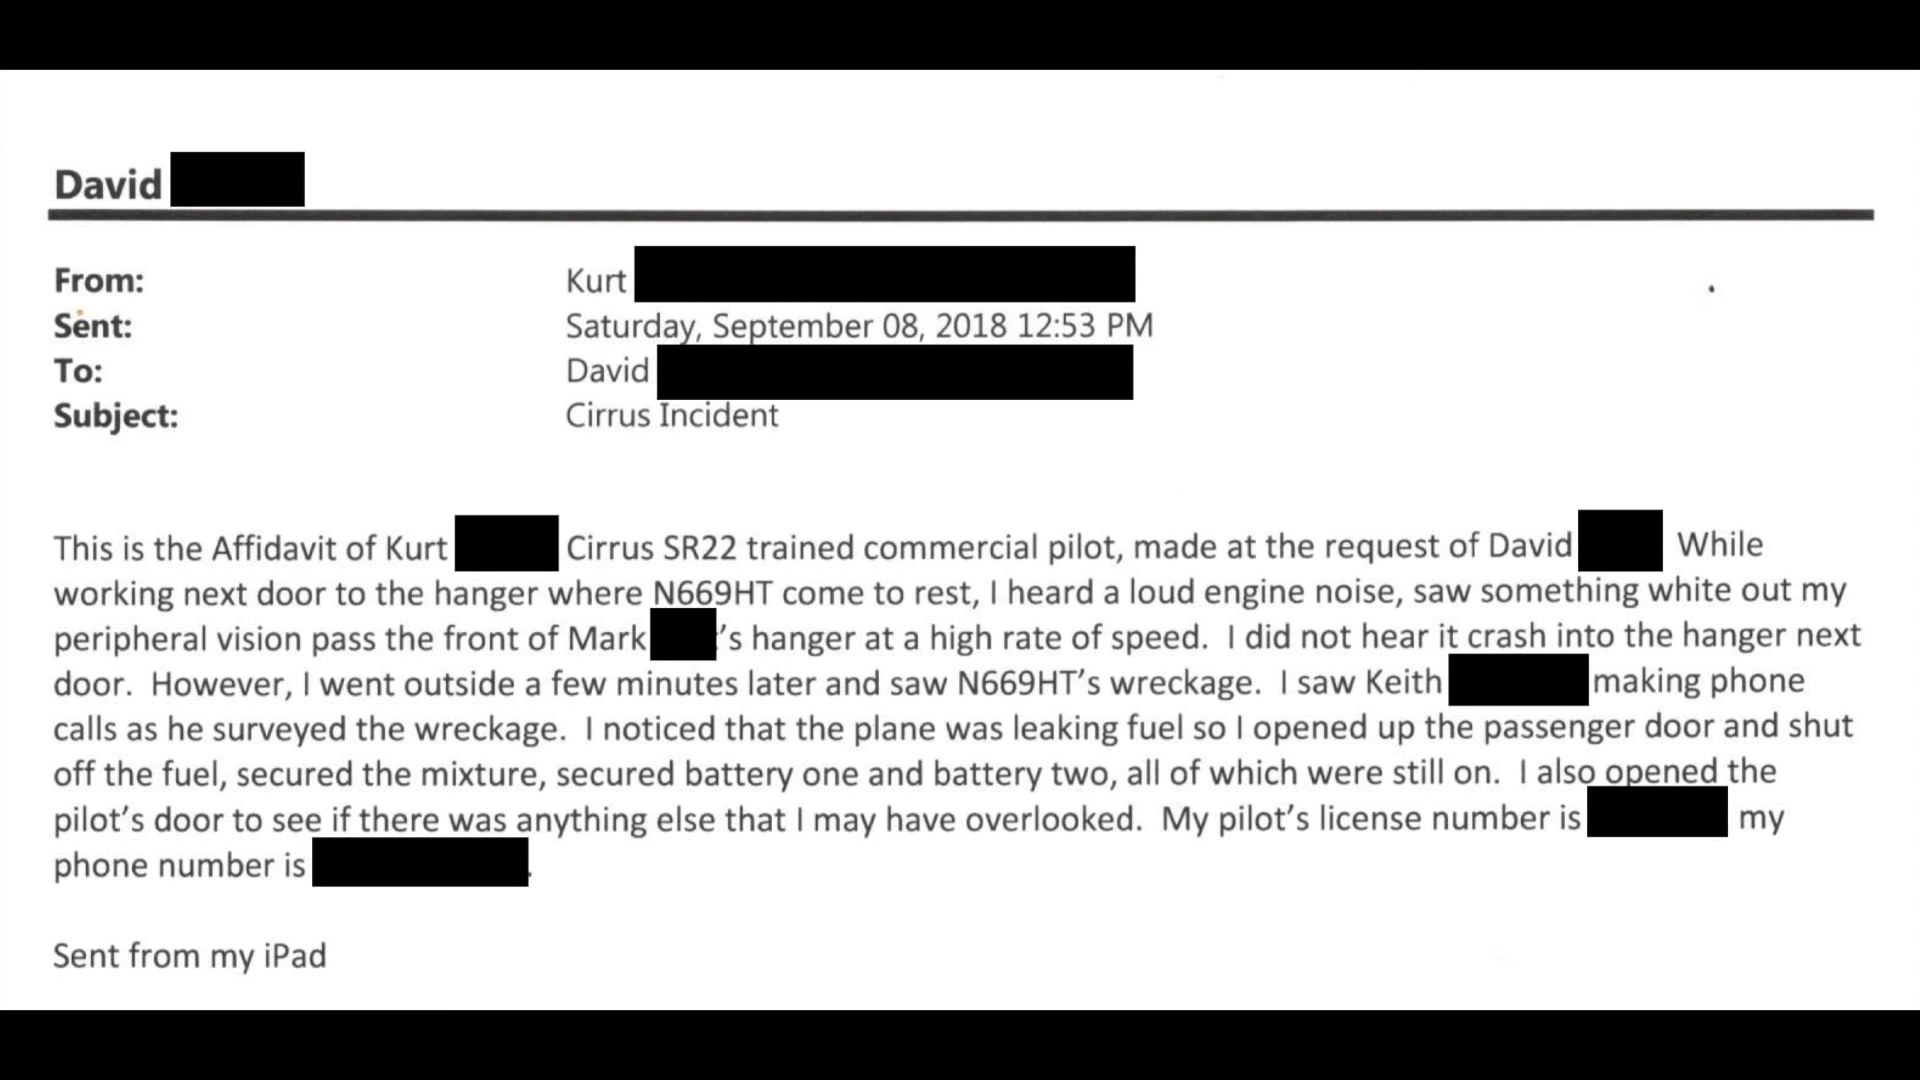 David
From: Kurt
Sent: Saturday, September 08, 2018 12:53 PM
To: David
Subject: Cirrus Incident
This is the Affidavit of Kurt Cirrus SR22 trained commercial pilot, made at the request of David While
working next door to the hanger where N669HT come to rest, I heard a loud engine noise, saw something white out my
peripheral vision pass the front of Mark 's hanger at a high rate of speed. I did not hear it crash into the hanger next
door. However, I went outside a few minutes later and saw N669HT's wreckage. I saw Keith making phone
calls as he surveyed the wreckage. I noticed that the plane was leaking fuel so I opened up the passenger door and shut
off the fuel, secured the mixture, secured battery one and battery two, all of which were still on. I also opened the
pilot's door to see if there was anything else that I may have overlooked. My pilot's license number is my
phone number is .
Sent from my iPad